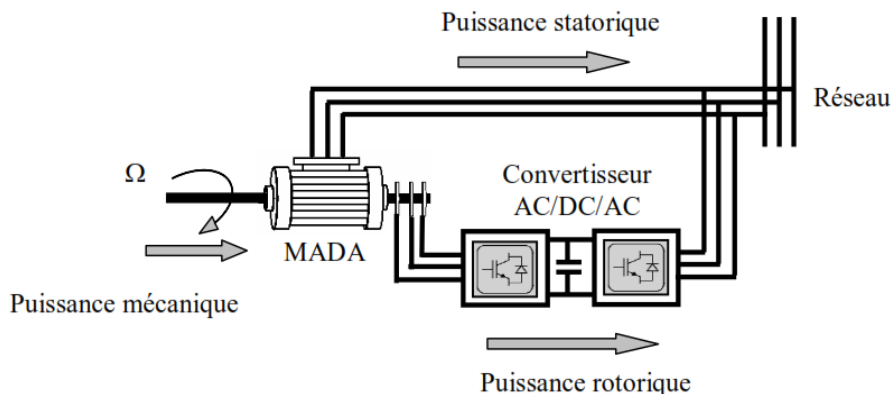 Puissance statorique
Réseau
Ω
Convertisseur
AC/DC/AC
MADA
Puissance mécanique
Puissance rotorique